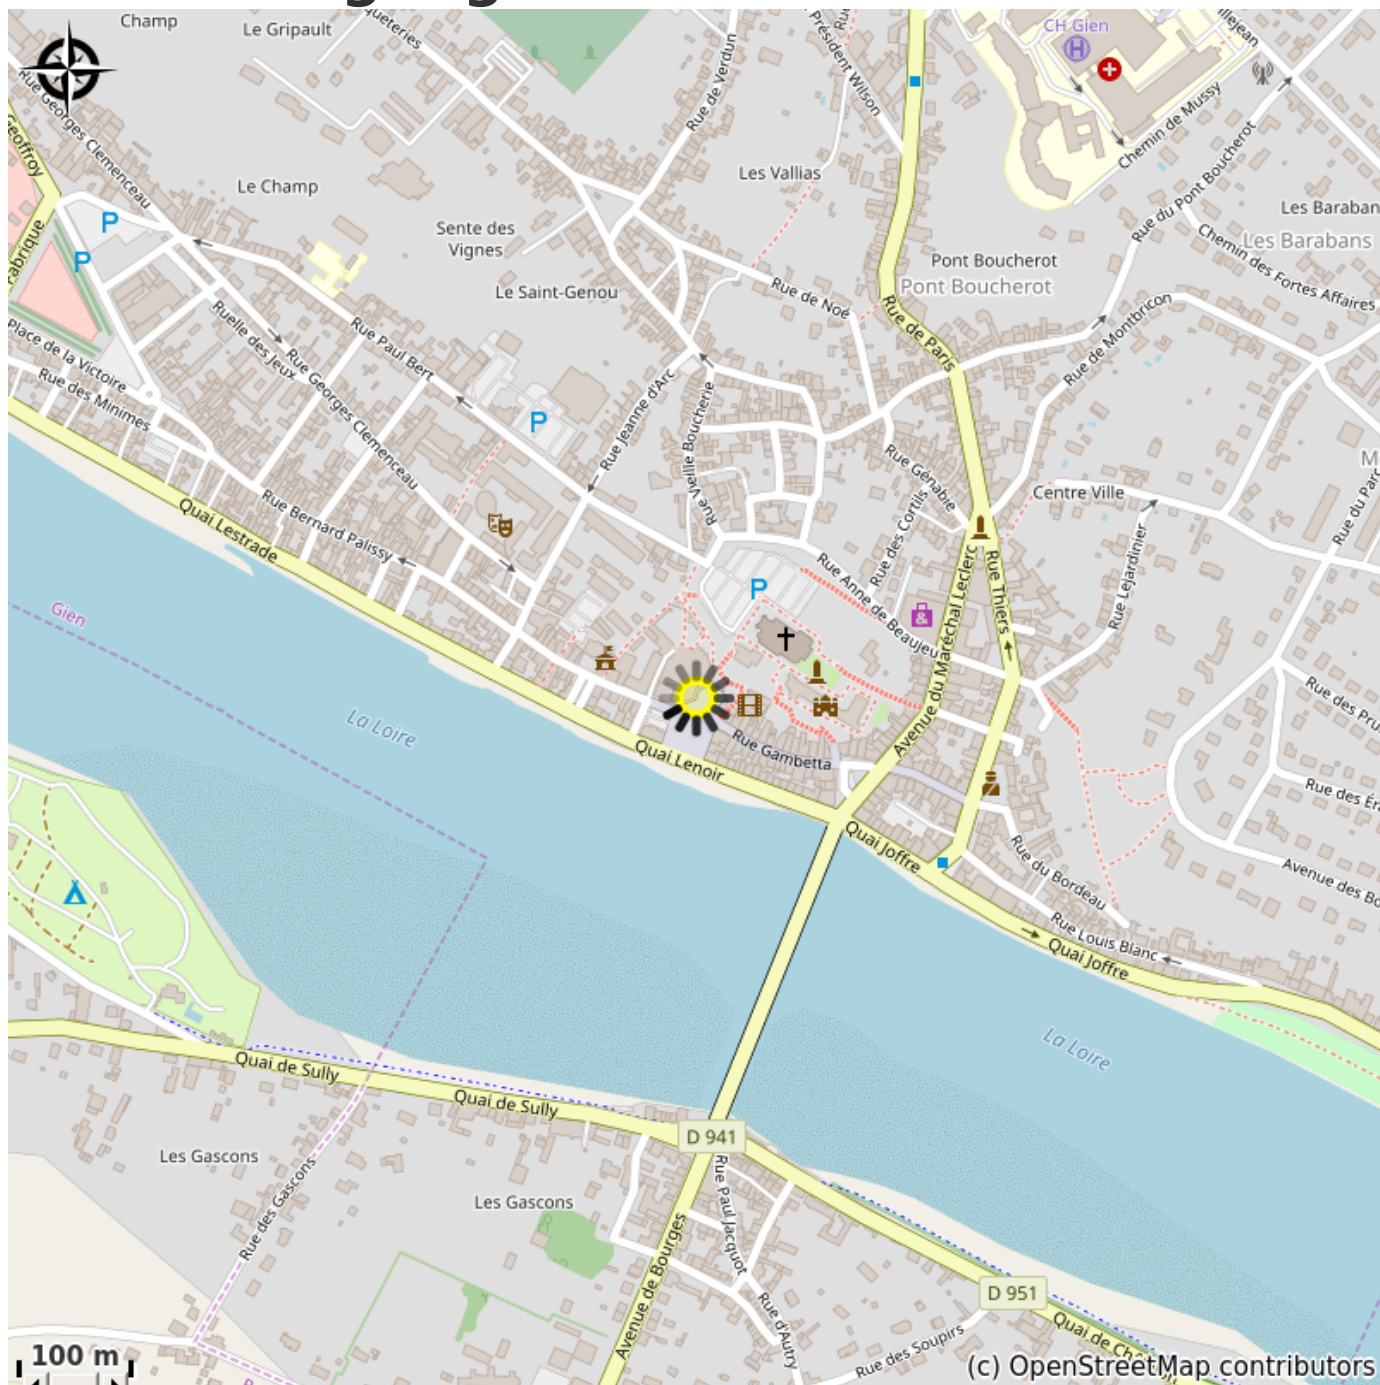 Champ
Le Gripault
queteries
Rue de Verdun
Président Wilson
Rue
CH Gien
H
illejean
Chemin de Mussy
Rue Georges Clemenceau
Geoffroy
Le Champ
Les Vallias
Rue du Pont Boucherot
Les Baraban
Les Barabans
P
P
Sente des
Vignes
Pont Boucherot
Pont Boucherot
Chemin des Fortes Affaires
abrique
Le Saint-Genou
Rue de Noé
Rue de Paris
Rue de Montbricon
Place de la Victoire
Ruelle des Jeux
Rue Paul Bert
Rue Georges Clemenceau
Rue des Minimes
P
Rue Jeanne d'Arc
Rue Vieille Boucherie
Rue Génabie
Rue des Cortils
Centre Ville
M
Rue du Parc
Quai Lestrade
Rue Bernard Palissy
P
Rue Anne de Beaujeu
Avenue du Maréchal Leclerc
Rue Thiers
Rue Lejardinier
Gien
&
La Loire
Quai Lenoir
Rue Gambetta
Rue des Pru
Rue des Éra
Quai Joffre
Rue du Bordeau
Avenue des Bo
Rue Louis Blanc
Quai Joffre
La Loire
Quai de Sully
Quai de Sully
D 941
Les Gascons
Rue des Gascons
Les Gascons
Rue Paul Jacquot
Avenue de Bourges
D 951
Rue d'Autry
Rue des Soupirs
Quai de Ch
100 m
(c) OpenStreetMap contributors